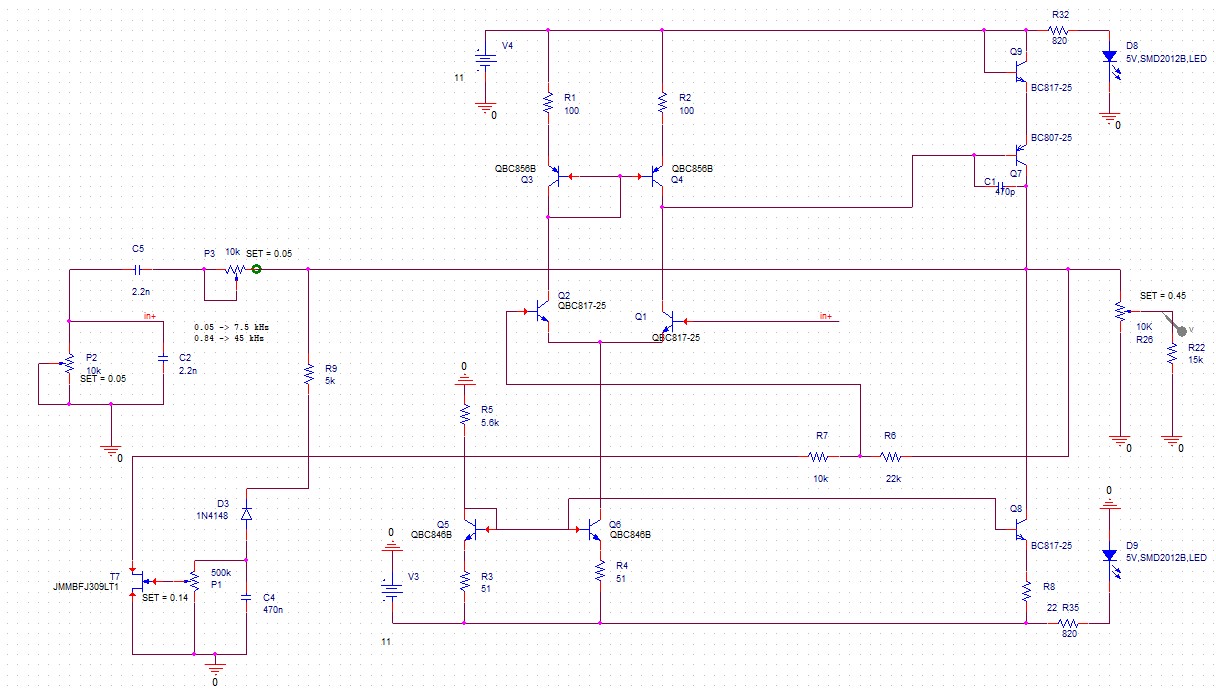 R32
820
V4
11
0
Q9
D8
5V,SMD2012B,LED
BC817-25
R1
100
R2
100
0
BC807-25
QBC856B
Q3
QBC856B
Q4
Q7
C1
470p
C5
2.2n
P3
10k
SET = 0.05
Q2
QBC817-25
Q1
QBC817-25
in+
in+
0.05 -> 7.5 kHz
0.84 -> 45 kHz
SET = 0.45
10K
R26
V
R22
15k
P2
10k
SET = 0.05
C2
2.2n
0
R9
5k
0
R5
5.6k
R7
10k
R6
22k
0
0
D3
1N4148
Q5
QBC846B
Q6
QBC846B
0
Q8
BC817-25
0
D9
5V,SMD2012B,LED
T7
JMMBFJ309LT1
500k
P1
SET = 0.14
C4
470n
0
V3
11
R3
51
R4
51
R8
22
R35
820